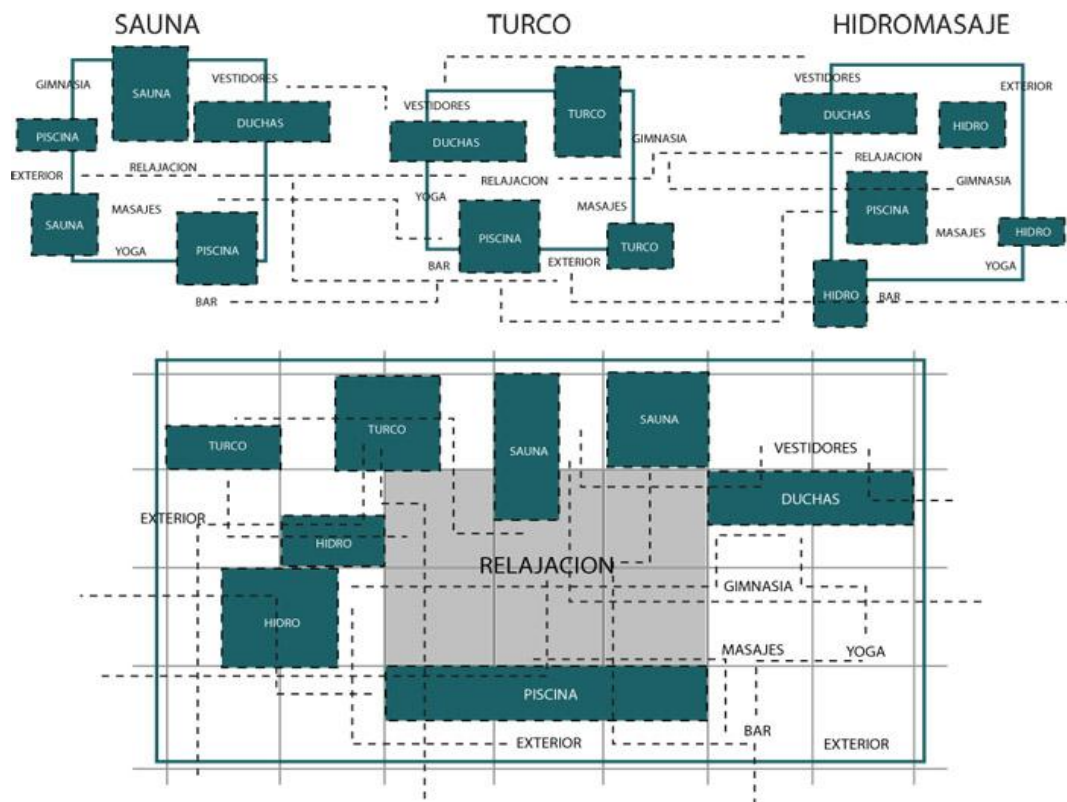 SAUNA
TURCO
HIDROMASAJE
GIMNASIA
SAUNA
VESTIDORES
PISCINA
DUCHAS
EXTERIOR
RELAJACION
SAUNA
MASAJES
PISCINA
YOGA
BAR
VESTIDORES
TURCO
DUCHAS
GIMNASIA
RELAJACION
YOGA
MASAJES
PISCINA
TURCO
BAR
EXTERIOR
VESTIDORES
EXTERIOR
DUCHAS
HIDRO
RELAJACION
GIMNASIA
PISCINA
MASAJES
HIDRO
YOGA
HIDRO
BAR
TURCO
TURCO
SAUNA
SAUNA
VESTIDORES
DUCHAS
EXTERIOR
HIDRO
RELAJACION
GIMNASIA
HIDRO
MASAJES
YOGA
PISCINA
BAR
EXTERIOR
EXTERIOR